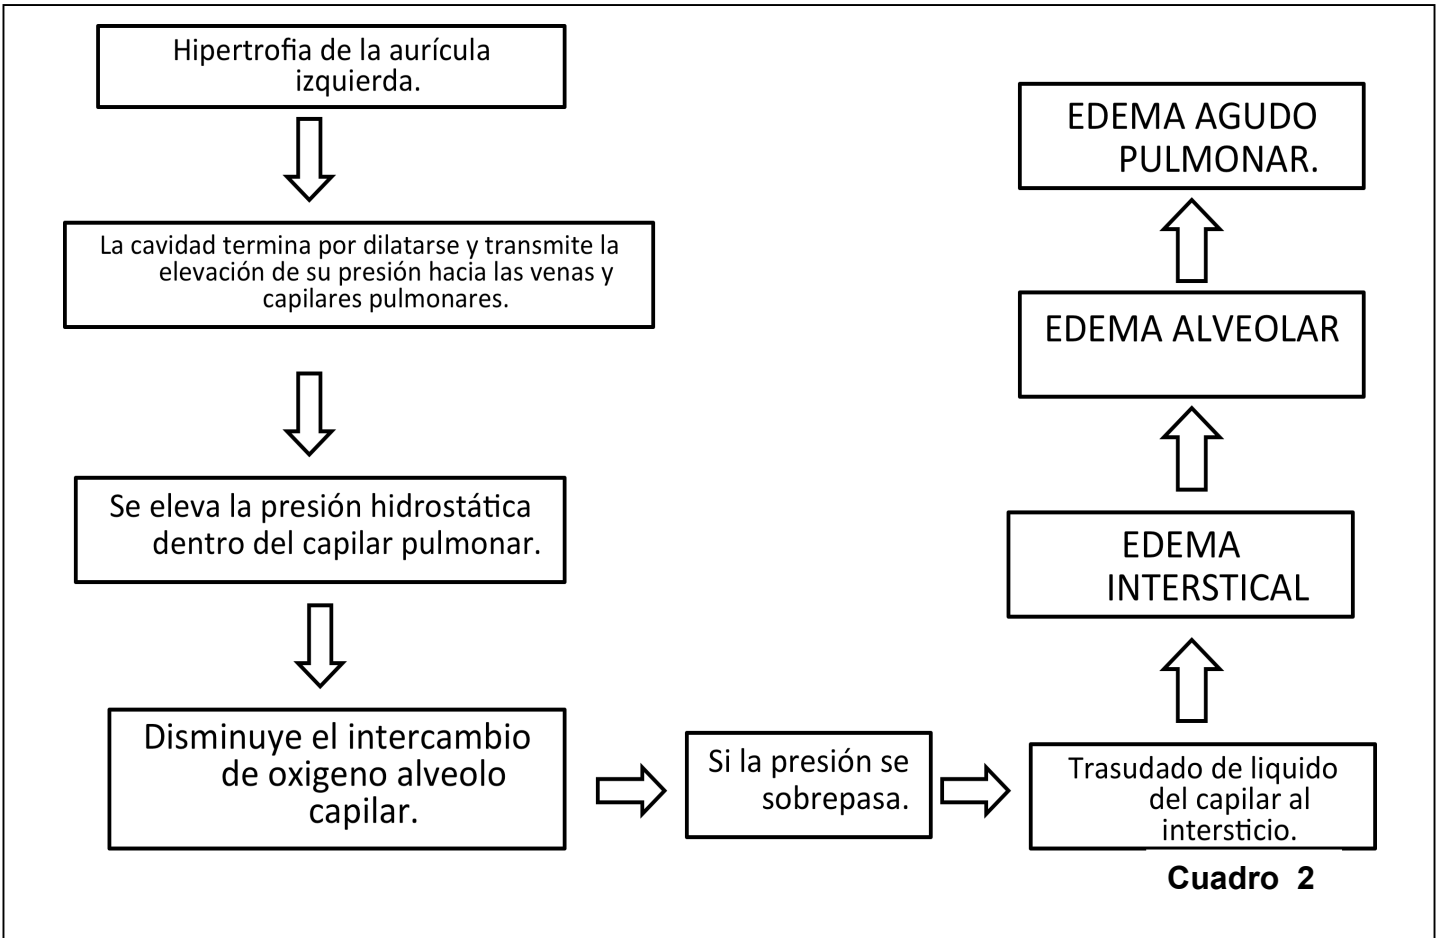 Hipertrofia de la aurícula
izquierda.
La cavidad termina por dilatarse y transmite la
elevación de su presión hacia las venas y
capilares pulmonares.
Se eleva la presión hidrostática
dentro del capilar pulmonar.
Disminuye el intercambio
de oxigeno alveolo
capilar.
Si la presión se
sobrepasa.
Trasudado de liquido
del capilar al
intersticio.
EDEMA
INTERSTICAL
EDEMA ALVEOLAR
EDEMA AGUDO
PULMONAR.
Cuadro 2